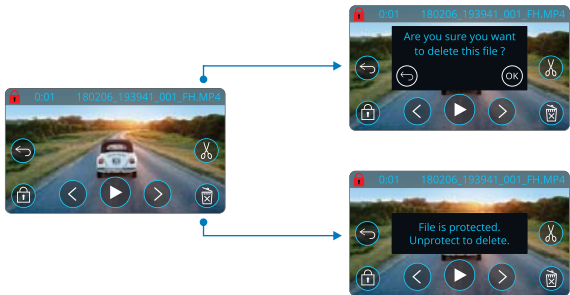 0:01 180206_193941_001_FH.MP4
0:01 180206_193941_001_FH.MP4
Are you sure you want
to delete this file ?
OK
0:01 180206_193941_001_FH.MP4
File is protected.
Unprotect to delete.